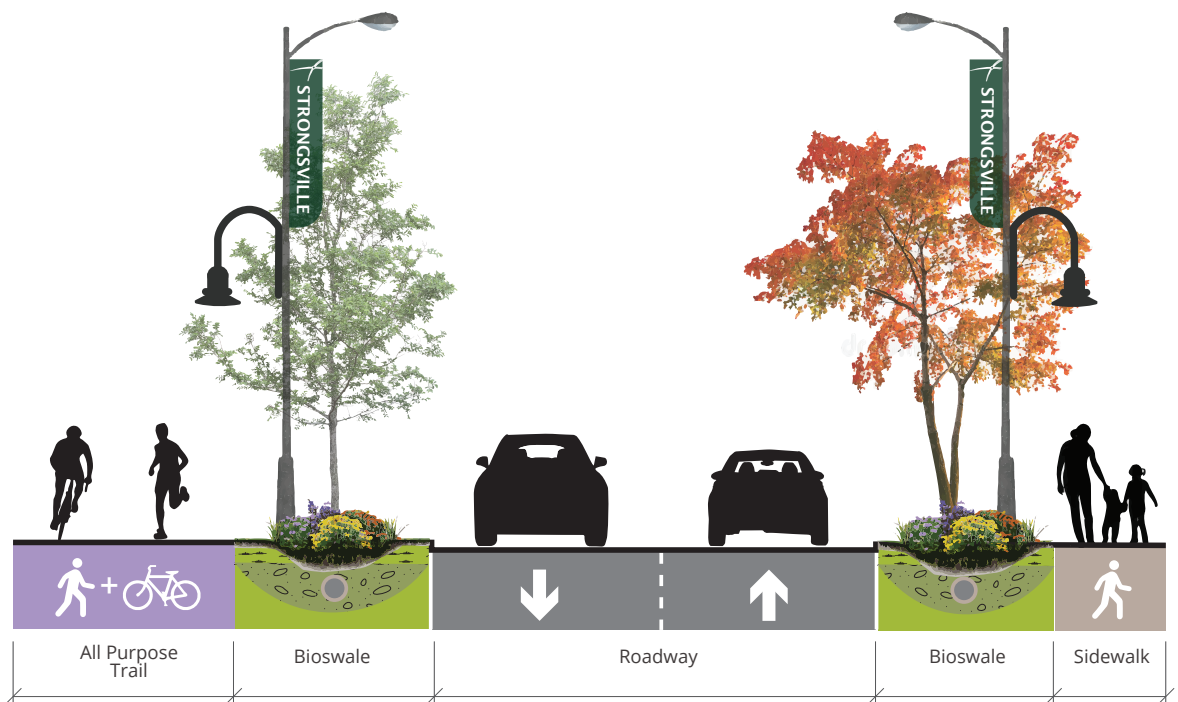 STRONGSVILLE
STRONGSVILLE
+
All Purpose
Trail
Bioswale
Roadway
Bioswale
Sidewalk